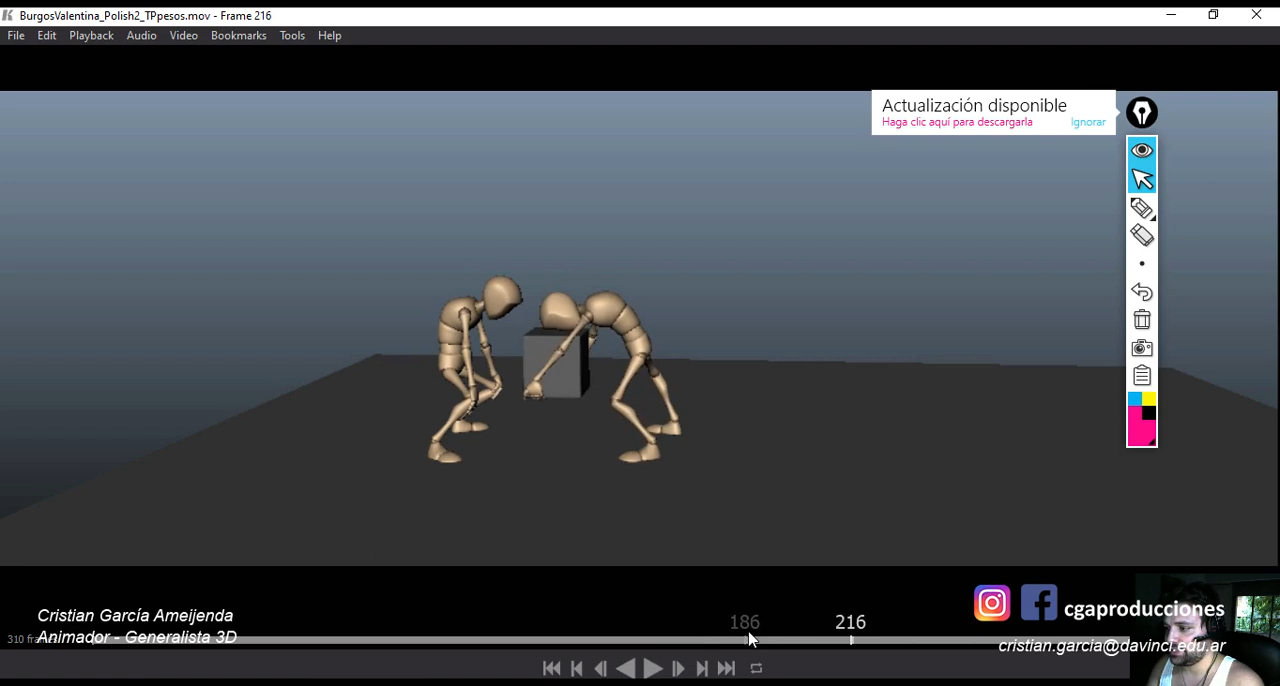 BurgosValentina_Polish2_TPpesos.mov - Frame 216
File Edit Playback Audio Video Bookmarks Tools Help
Actualización disponible
Haga clic aquí para descargarla Ignorar
186 216
cgaproducciones
Cristian García Ameijenda
310
Animador - Generalista 3D
cristian.garcia@davinci.edu.ar